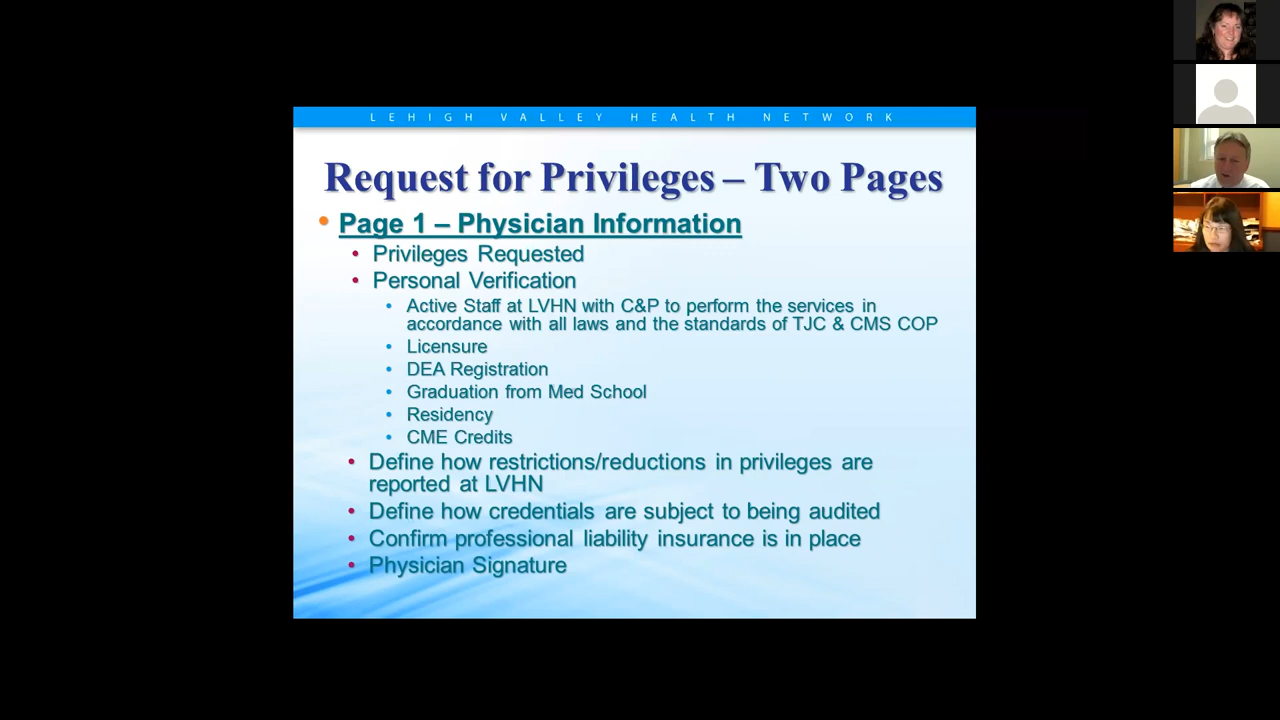 LEHIGH VALLEY HEALTH NETWORK
Request for Privileges – Two Pages
• Page 1 – Physician Information
• Privileges Requested
• Personal Verification
• Active Staff at LVHN with C&P to perform the services in
accordance with all laws and the standards of TJC & CMS COP
• Licensure
• DEA Registration
• Graduation from Med School
• Residency
• CME Credits
• Define how restrictions/reductions in privileges are
reported at LVHN
• Define how credentials are subject to being audited
• Confirm professional liability insurance is in place
• Physician Signature